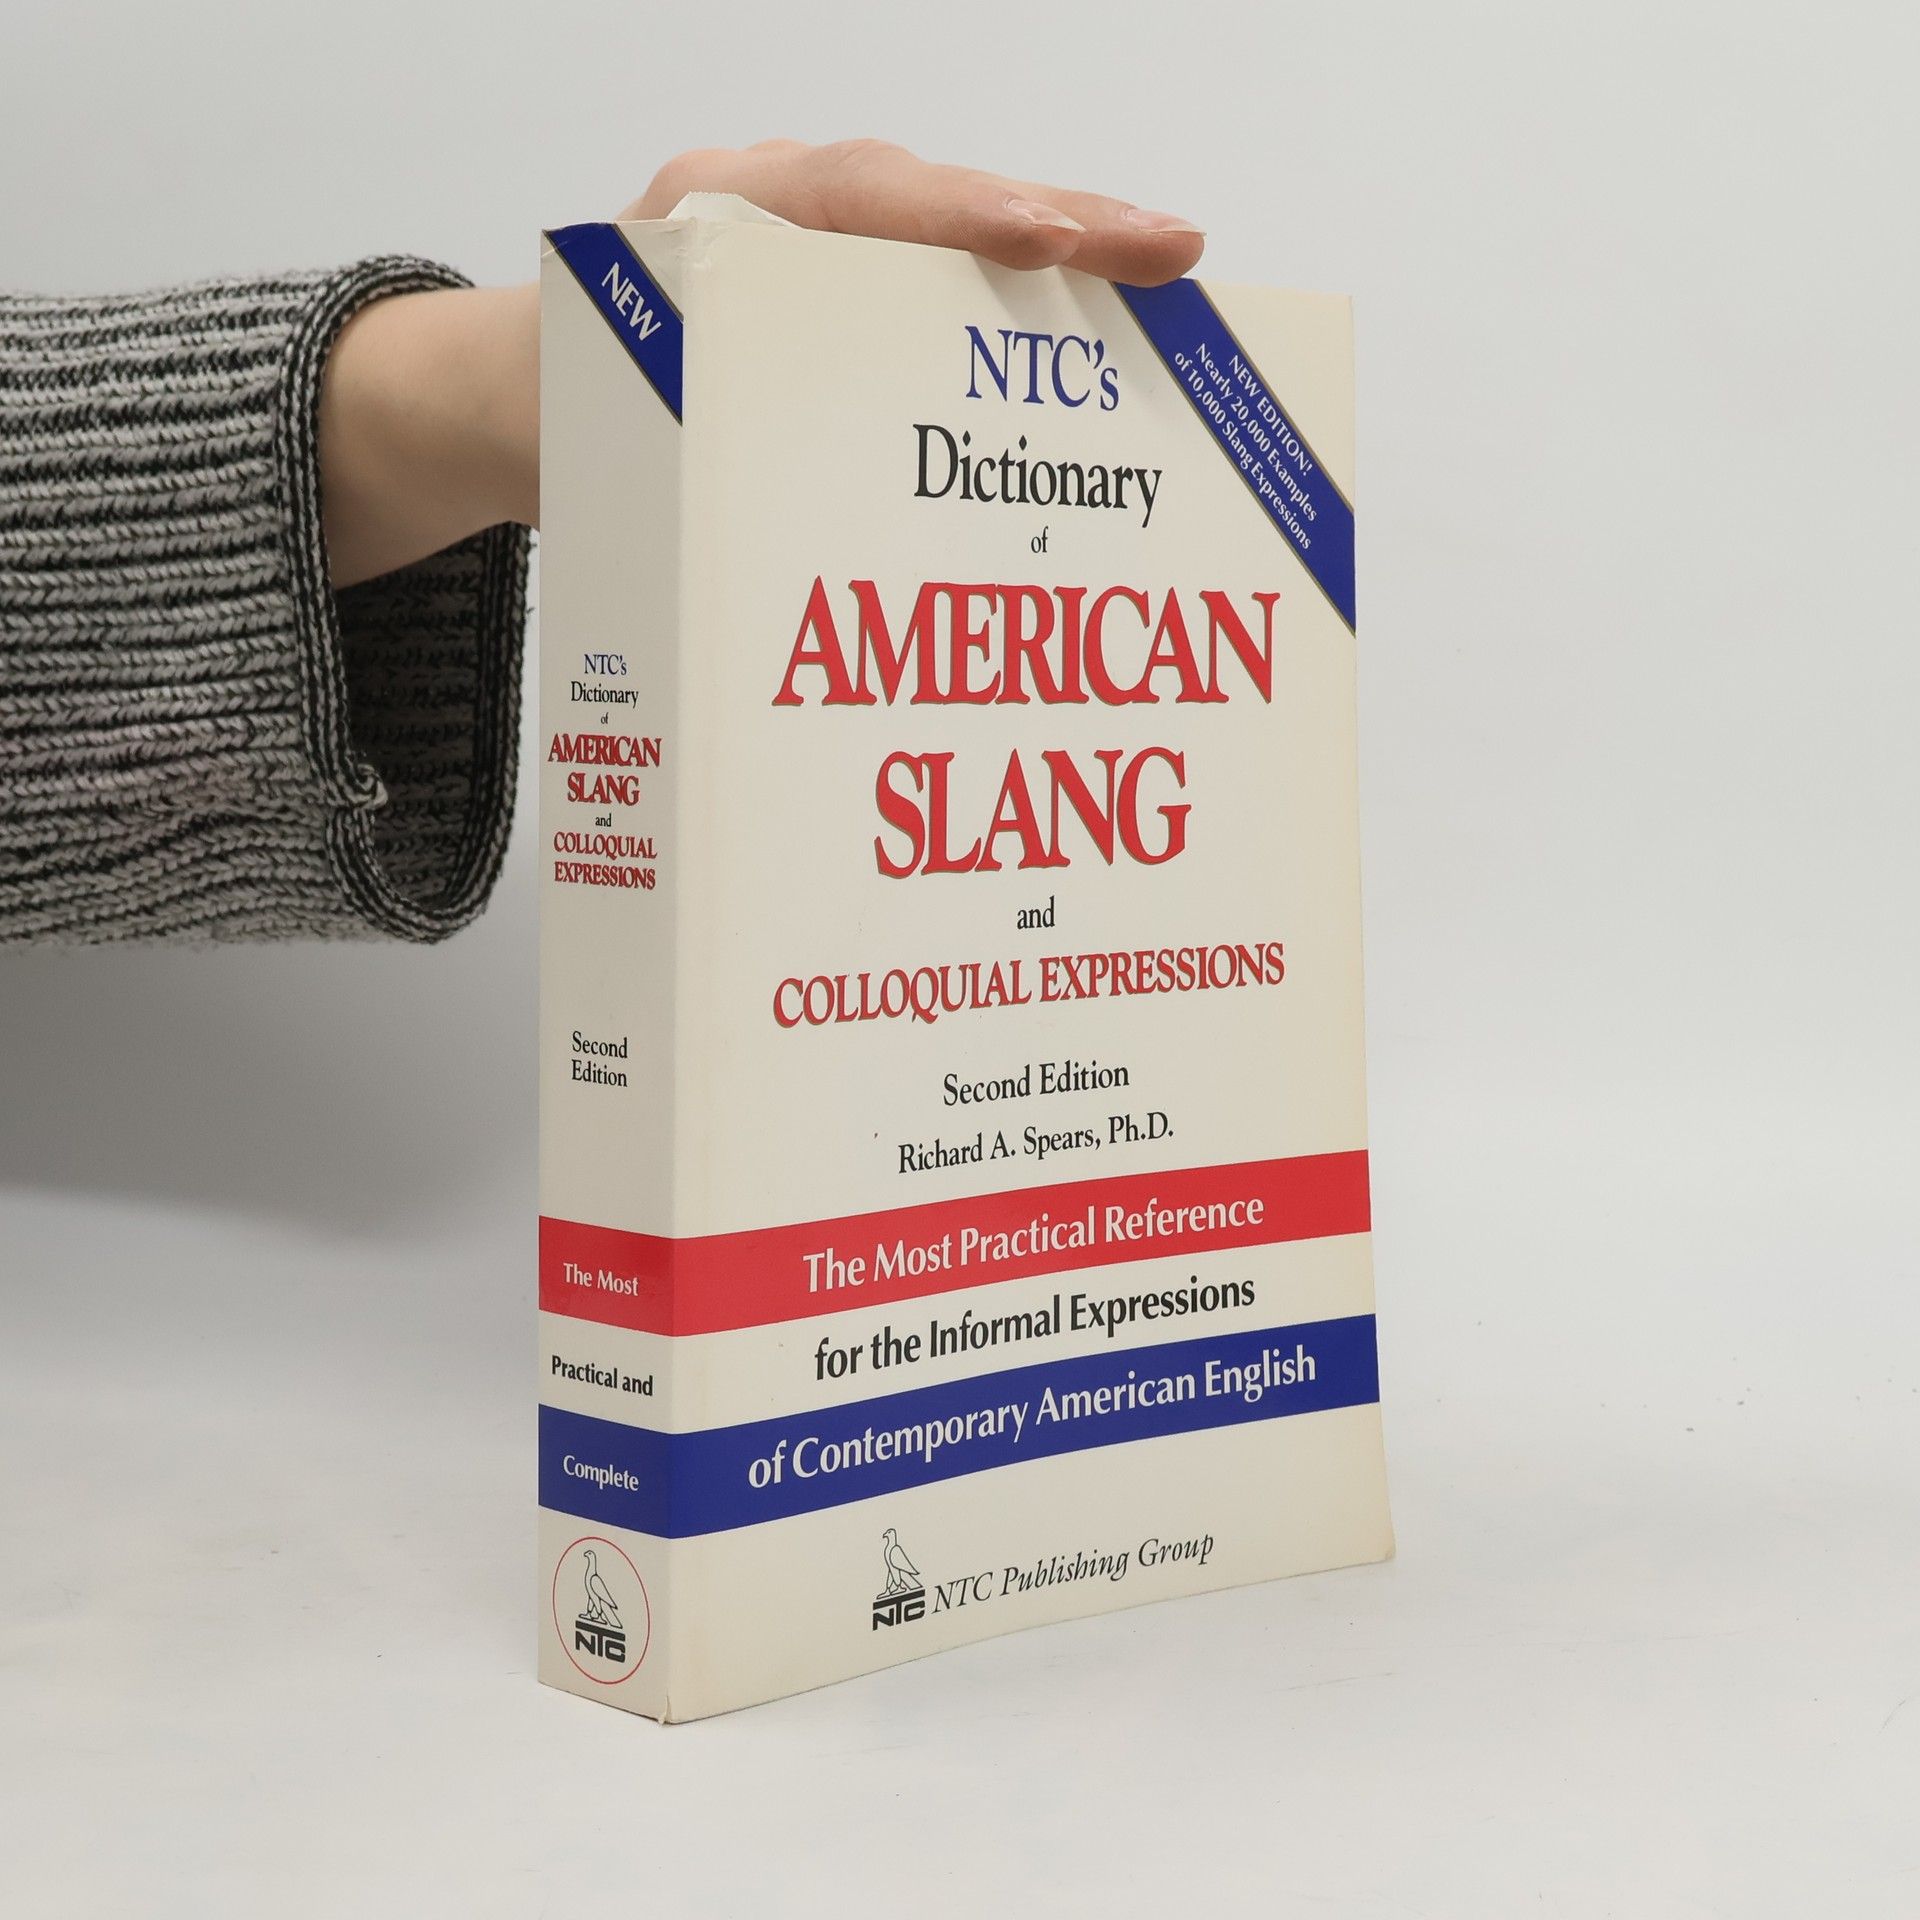 NEW
NTC's
Dictionary
of
AMERICAN
SLANG
and
COLLOQUIAL
EXPRESSIONS
Second
Edition
The Most
Practical and
Complete
NTC
NTC's
Dictionary
of
AMERICAN
SLANG
and
COLLOQUIAL EXPRESSIONS
Second Edition
Richard A. Spears, Ph.D.
NEW EDITION!
Nearly 20,000 Examples
of 10,000 Slang Expressions
The Most Practical Reference
for the Informal Expressions
of Contemporary American English
NTC NTC Publishing Group